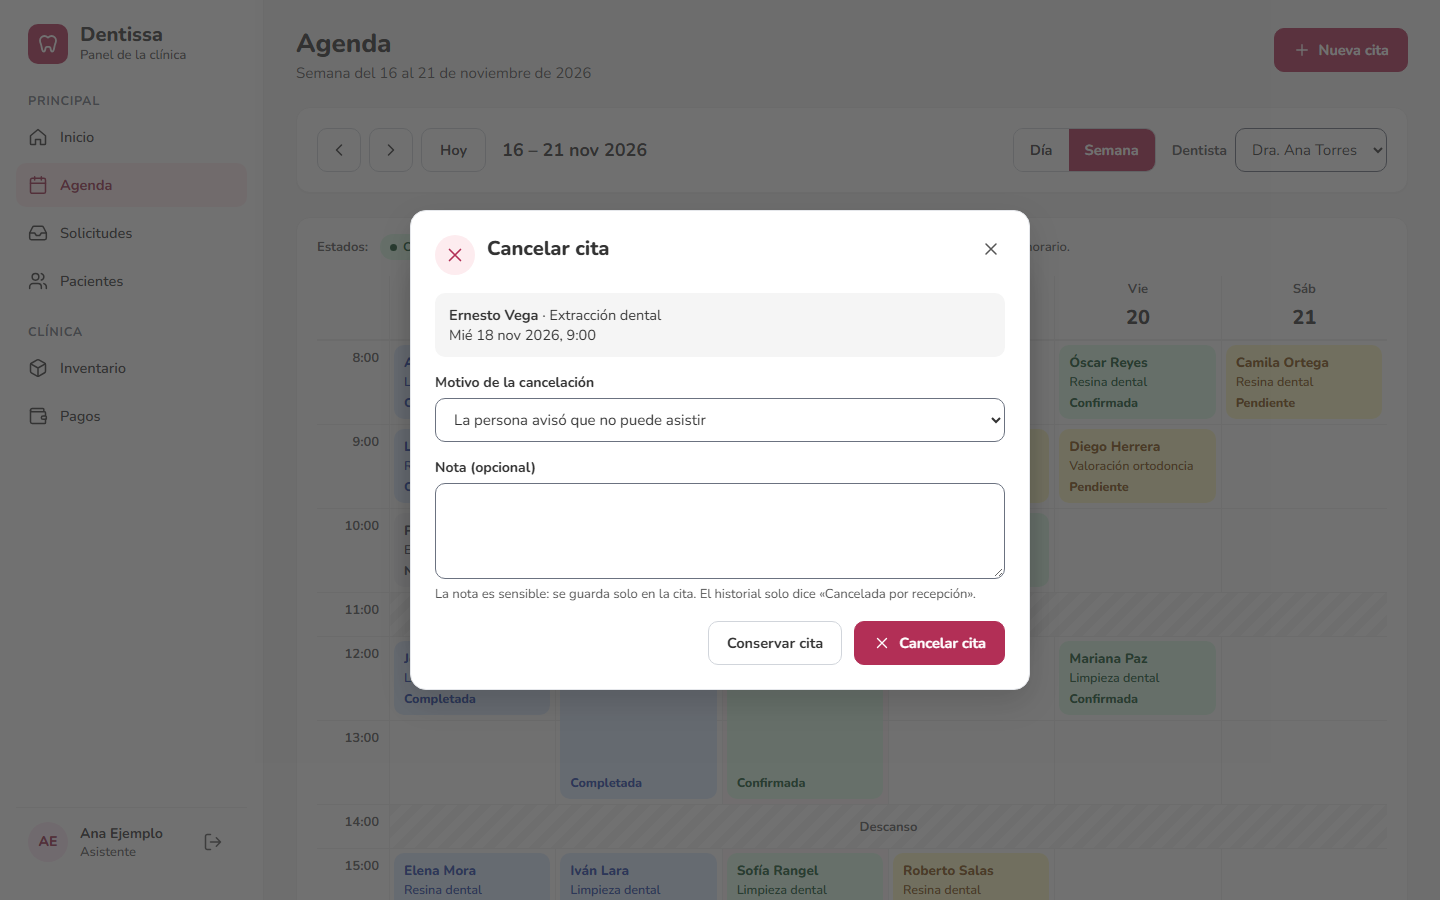 Dentissa
Panel de la clínica
PRINCIPAL
Inicio
Agenda
Solicitudes
Pacientes
CLÍNICA
Inventario
Pagos
AE
Ana Ejemplo
Asistente
Agenda
Semana del 16 al 21 de noviembre de 2026
Nueva cita
Hoy
16 – 21 nov 2026
Día
Semana
Dentista
Dra. Ana Torres
Estados:
Cancelar cita
Ernesto Vega · Extracción dental
Mié 18 nov 2026, 9:00
Motivo de la cancelación
La persona avisó que no puede asistir
Nota (opcional)
La nota es sensible: se guarda solo en la cita. El historial solo dice «Cancelada por recepción».
Conservar cita
Cancelar cita
Vie
20
Sáb
21
8:00
Óscar Reyes
Resina dental
Confirmada
Camila Ortega
Resina dental
Pendiente
9:00
Diego Herrera
Valoración ortodoncia
Pendiente
10:00
11:00
12:00
Completada
Mariana Paz
Limpieza dental
Confirmada
13:00
Completada
Confirmada
14:00
Descanso
15:00
Elena Mora
Resina dental
Iván Lara
Limpieza dental
Sofía Rangel
Limpieza dental
Roberto Salas
Resina dental